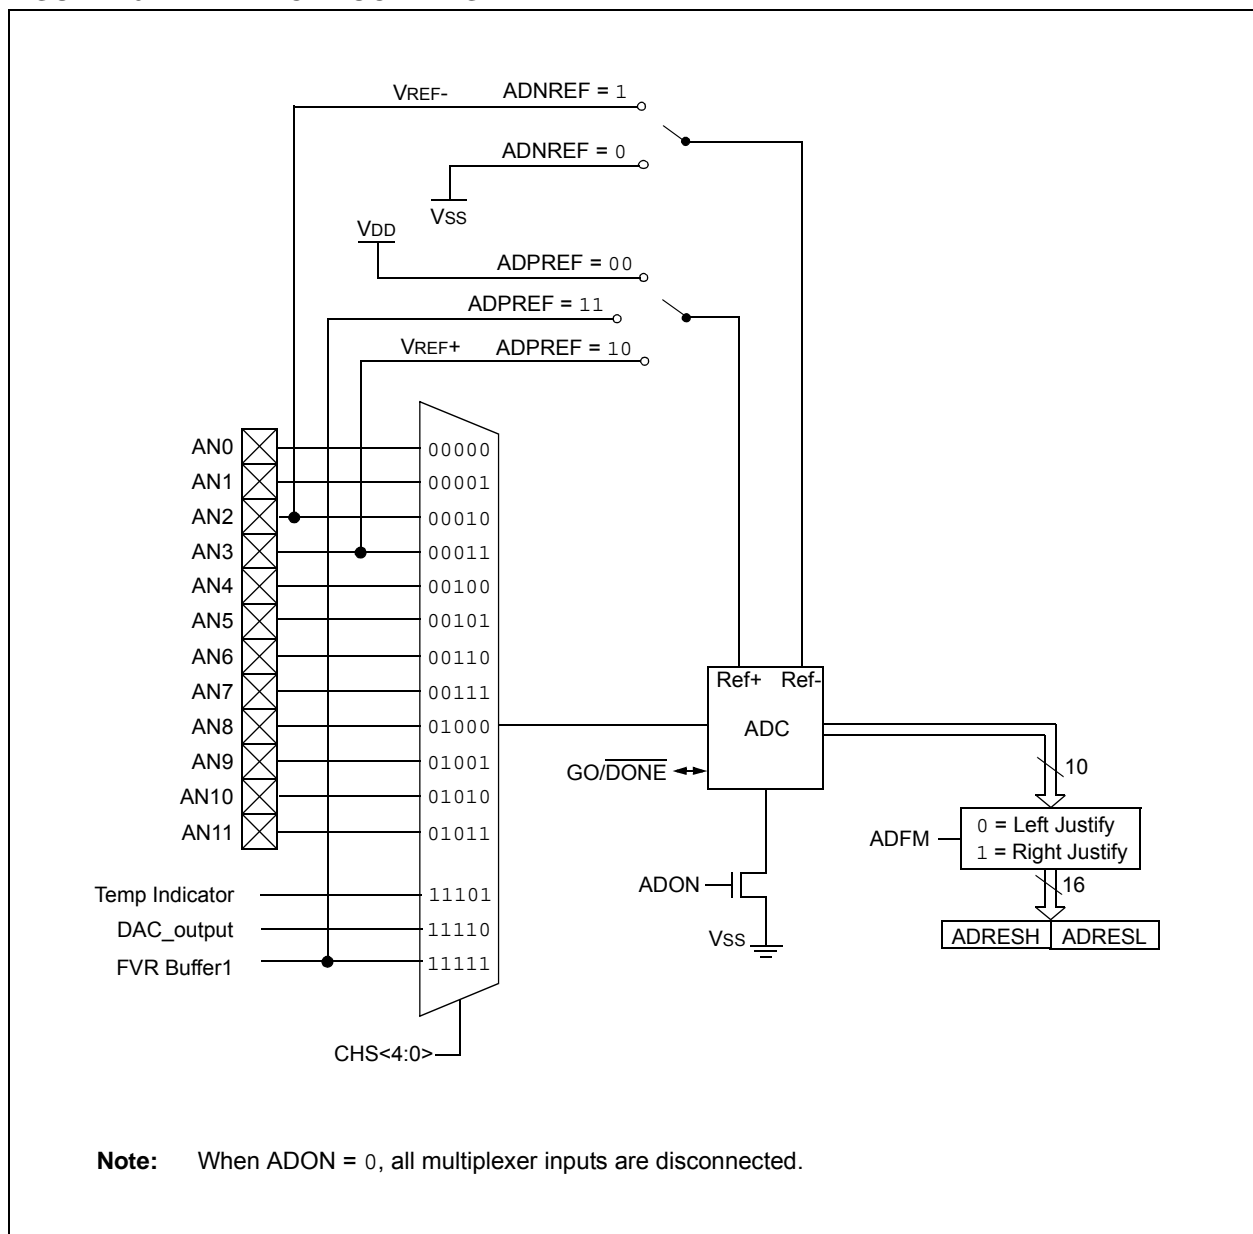 VREF- ADNREF = 1
ADNREF = 0
VSS
VDD
ADPREF = 00
ADPREF = 11
VREF+ ADPREF = 10
AN0 00000
AN1 00001
AN2 00010
AN3 00011
AN4 00100
AN5 00101
AN6 00110
AN7 00111
AN8 01000
AN9 01001
AN10 01010
AN11 01011
Temp Indicator 11101
DAC_output 11110
FVR Buffer1 11111
CHS<4:0>
Ref+ Ref-
ADC
GO/DONE
ADON
VSS
10
ADFM
0 = Left Justify
1 = Right Justify
16
ADRESH ADRESL
Note: When ADON = 0, all multiplexer inputs are disconnected.